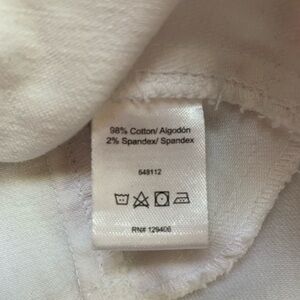 98% Cotton/ Algodón
2% Spandex/ Spandex
648112
RN# 129406